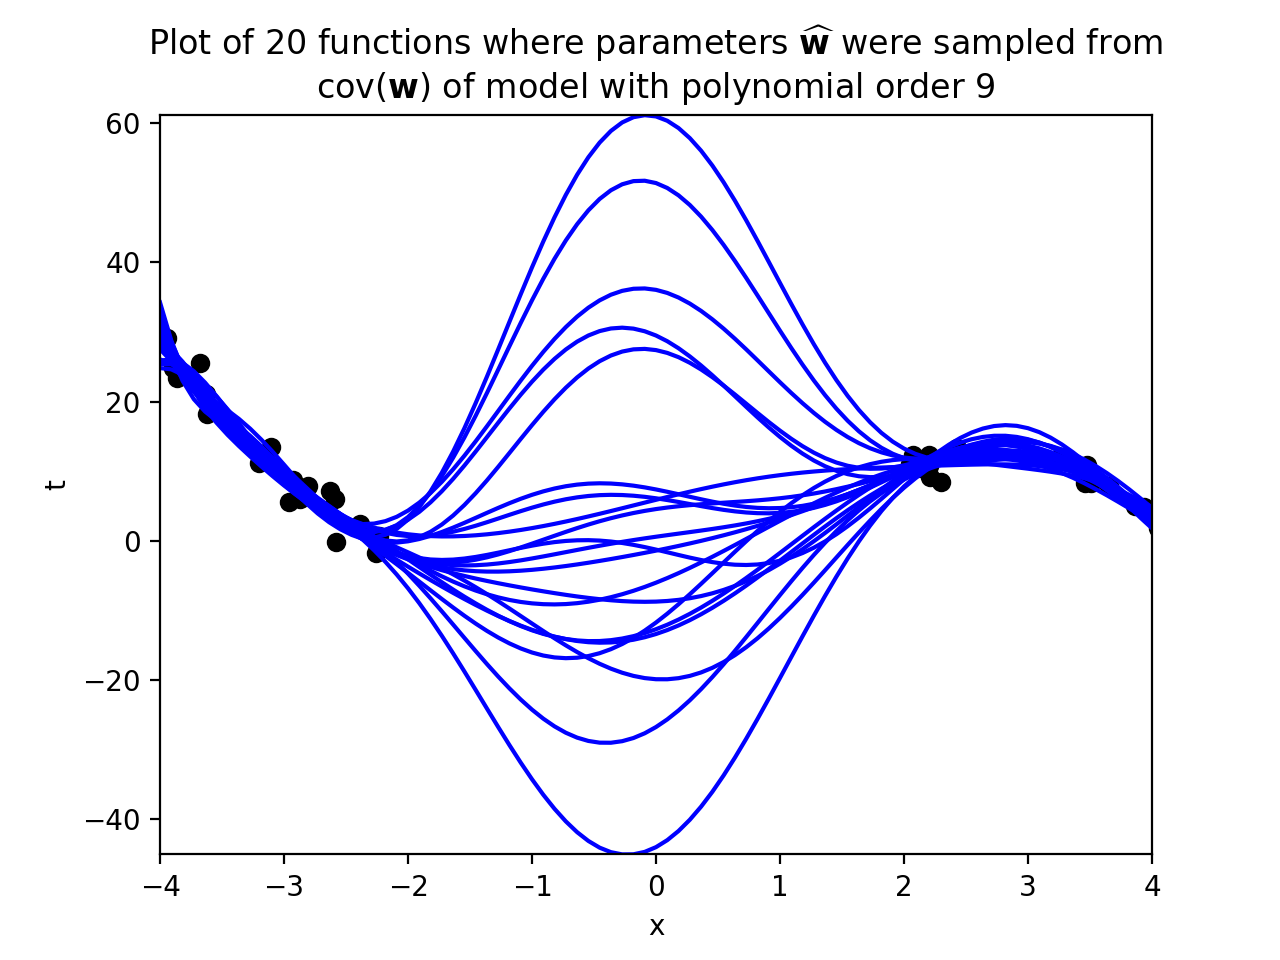 Plot of 20 functions where parameters ŵ were sampled from
cov(w) of model with polynomial order 9
60
40
20
0
−20
−40
t
−4 −3 −2 −1 0 1 2 3 4
x